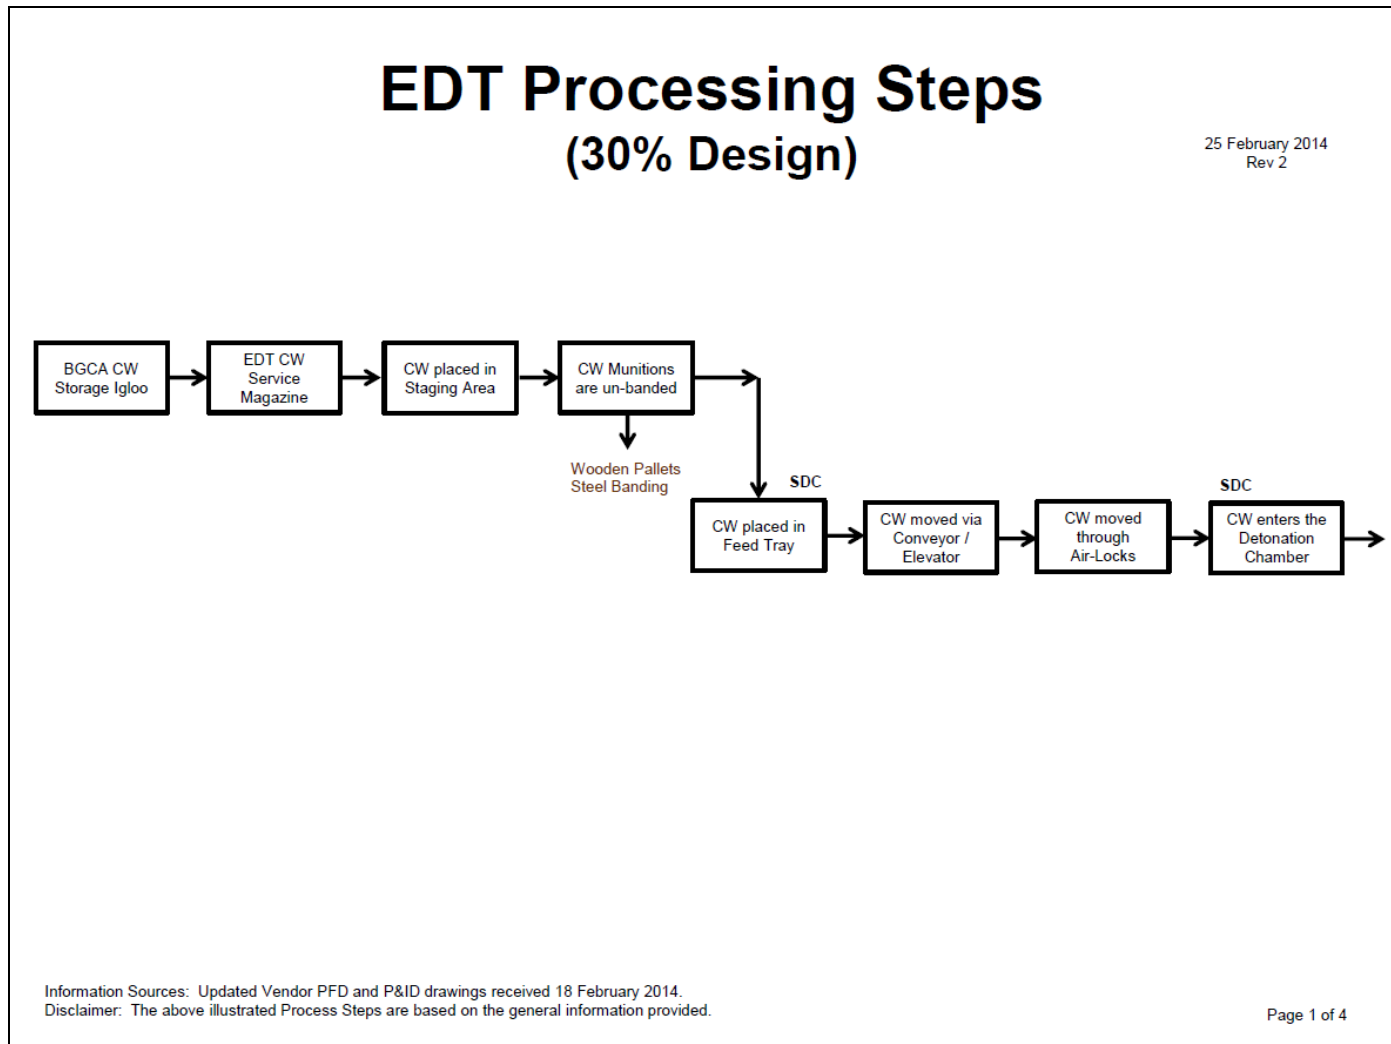 EDT Processing Steps
(30% Design)
25 February 2014
Rev 2
BGCA CW
Storage Igloo
EDT CW
Service
Magazine
CW placed in
Staging Area
CW Munitions
are un-banded
Wooden Pallets
Steel Banding
SDC
CW placed in
Feed Tray
CW moved via
Conveyor /
Elevator
CW moved
through
Air-Locks
SDC
CW enters the
Detonation
Chamber
Information Sources:  Updated Vendor PFD and P&ID drawings received 18 February 2014.
Disclaimer:  The above illustrated Process Steps are based on the general information provided.
Page 1 of 4